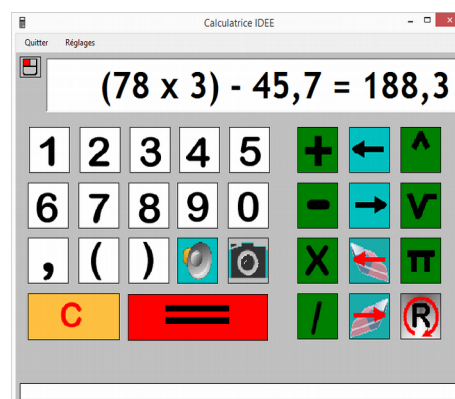 Calculatrice IDEE
Quitter Réglages
(78 x 3) - 45,7 = 188,3
1 2 3 4 5 + ^
6 7 8 9 0 - √
, ( ) X π
C = / R